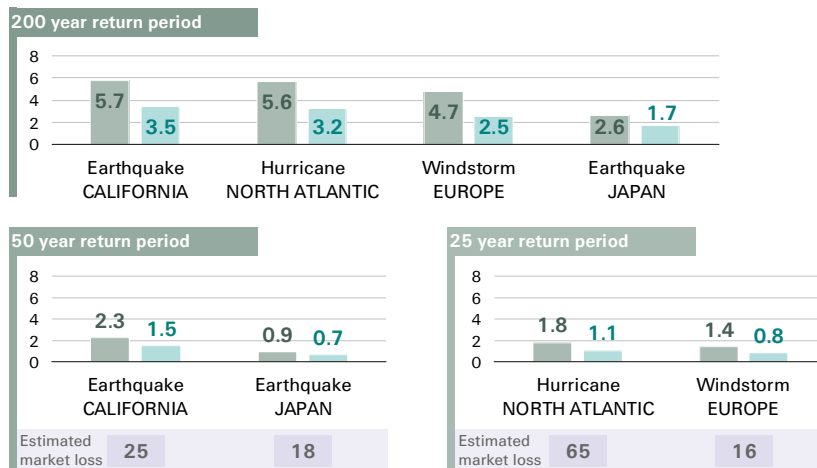 200 year return period
8
6
4
2
0
5.7
3.5
5.6
3.2
4.7
2.5
2.6
1.7
Earthquake
CALIFORNIA
Hurricane
NORTH ATLANTIC
Windstorm
EUROPE
Earthquake
JAPAN
50 year return period
8
6
4
2
0
2.3
1.5
0.9
0.7
Earthquake
CALIFORNIA
Earthquake
JAPAN
Estimated
market loss
25
18
25 year return period
8
6
4
2
0
1.8
1.1
1.4
0.8
Hurricane
NORTH ATLANTIC
Windstorm
EUROPE
Estimated
market loss
65
16